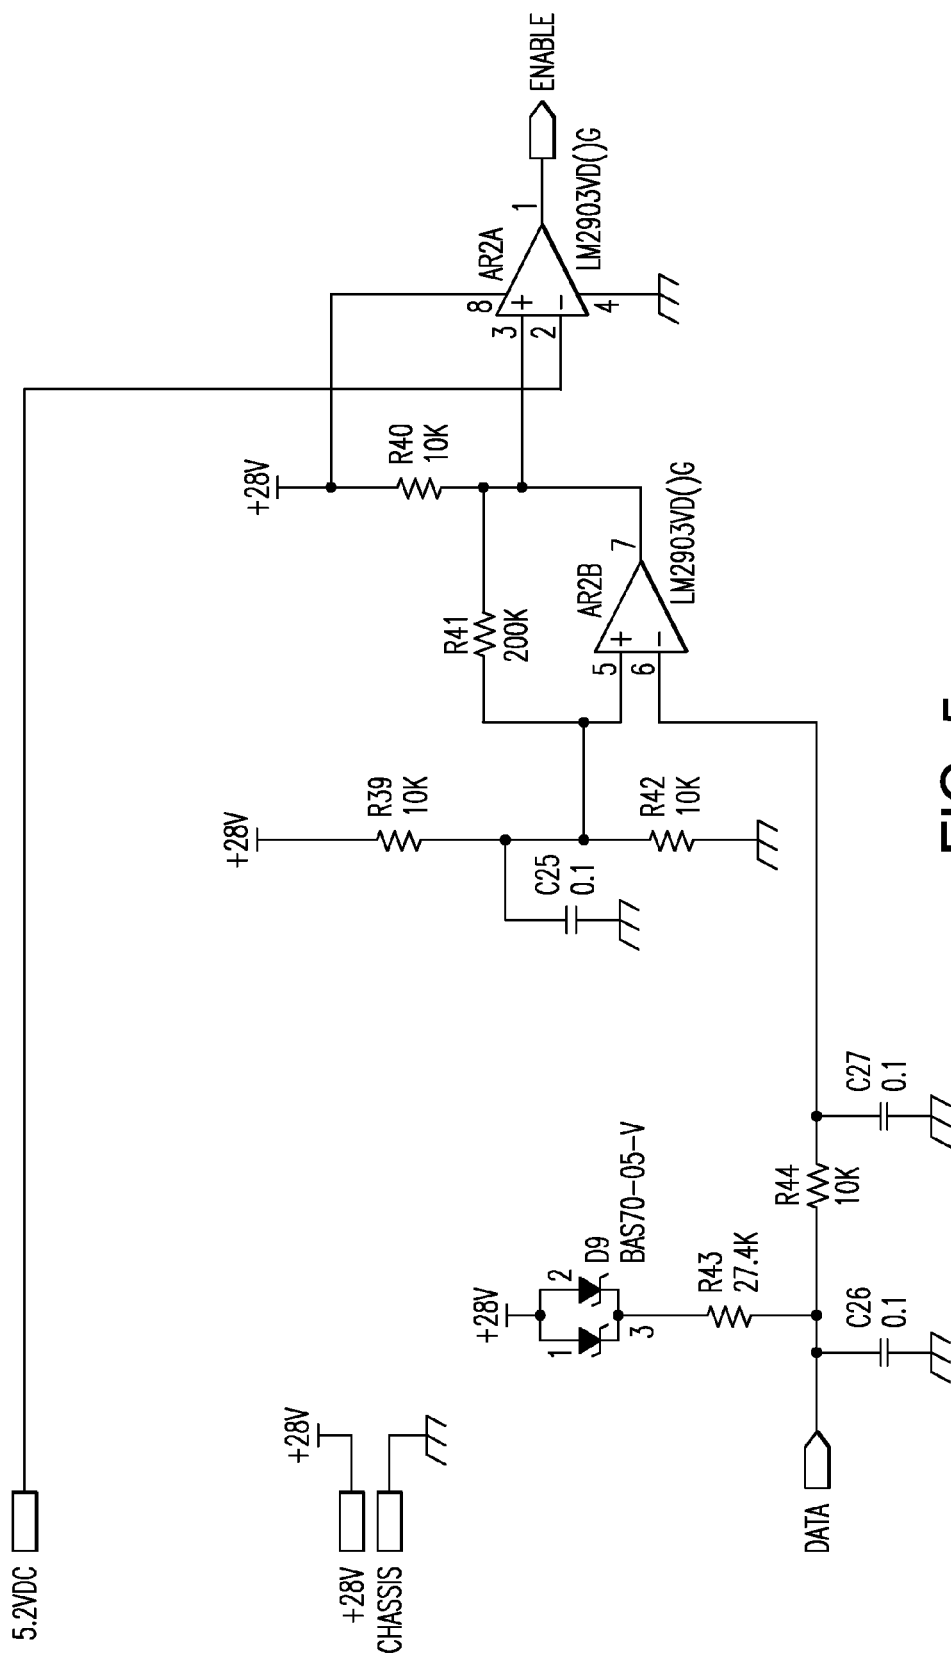 5.2VDC
+28V
CHASSIS
+28V
DATA
C26
0.1
+28V
1
2
D9
BAS70-05-V
3
R43
27.4K
R44
10K
C27
0.1
+28V
R39
10K
C25
0.1
R42
10K
R41
200K
+28V
R40
10K
AR2B
5
+
6
-
7
LM2903VD()G
AR2A
8
3
+
2
-
4
1
LM2903VD()G
ENABLE